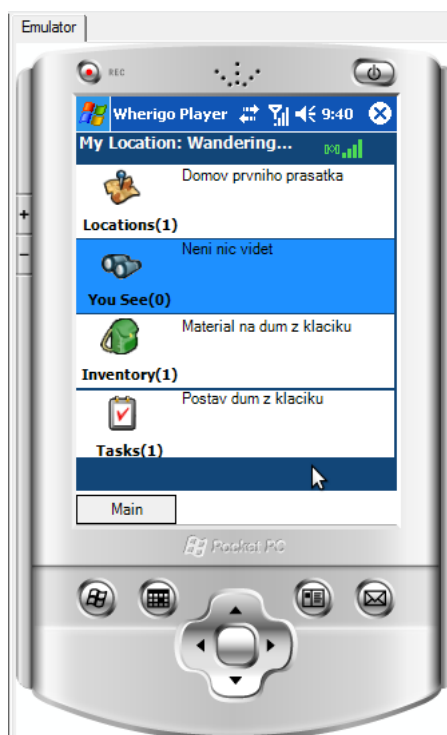 Emulator
REC
Wherigo Player 9:40
My Location: Wandering...
Domov prvniho prasatka
Locations(1)
+
Neni nic videt
−
You See(0)
Material na dum z klaciku
Inventory(1)
Postav dum z klaciku
Tasks(1)
Main
Pocket PC